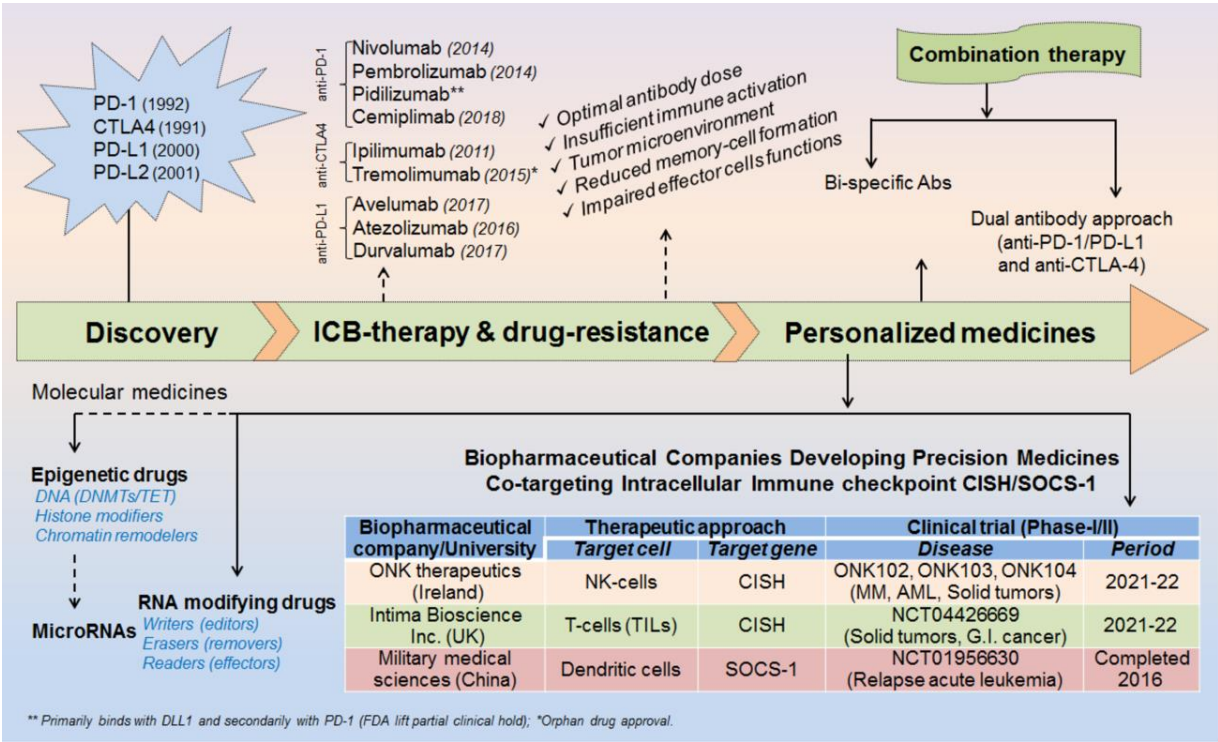 PD-1 (1992)
CTLA4 (1991)
PD-L1 (2000)
PD-L2 (2001)
anti-PD-1
Nivolumab (2014)
Pembrolizumab (2014)
Pidilizumab**
Cemiplimab (2018)
anti-CTLA4
Ipilimumab (2011)
Tremolimumab (2015)*
anti-PD-L1
Avelumab (2017)
Atezolizumab (2016)
Durvalumab (2017)
✓ Optimal antibody dose
✓ Insufficient immune activation
✓ Tumor microenvironment
✓ Reduced memory-cell formation
✓ Impaired effector cells functions
Combination therapy
Bi-specific Abs
Dual antibody approach
(anti-PD-1/PD-L1
and anti-CTLA-4)
Discovery
ICB-therapy & drug-resistance
Personalized medicines
Molecular medicines
Epigenetic drugs
DNA (DNMTs/TET)
Histone modifiers
Chromatin remodelers
MicroRNAs
RNA modifying drugs
Writers (editors)
Erasers (removers)
Readers (effectors)
Biopharmaceutical Companies Developing Precision Medicines
Co-targeting Intracellular Immune checkpoint CISH/SOCS-1
Biopharmaceutical
company/University
Therapeutic approach
Clinical trial (Phase-I/II)
Target cell
Target gene
Disease
Period
ONK therapeutics
(Ireland)
NK-cells
CISH
ONK102, ONK103, ONK104
(MM, AML, Solid tumors)
2021-22
Intima Bioscience
Inc. (UK)
T-cells (TILs)
CISH
NCT04426669
(Solid tumors, G.I. cancer)
2021-22
Military medical
sciences (China)
Dendritic cells
SOCS-1
NCT01956630
(Relapse acute leukemia)
Completed
2016
** Primarily binds with DLL1 and secondarily with PD-1 (FDA lift partial clinical hold); *Orphan drug approval.